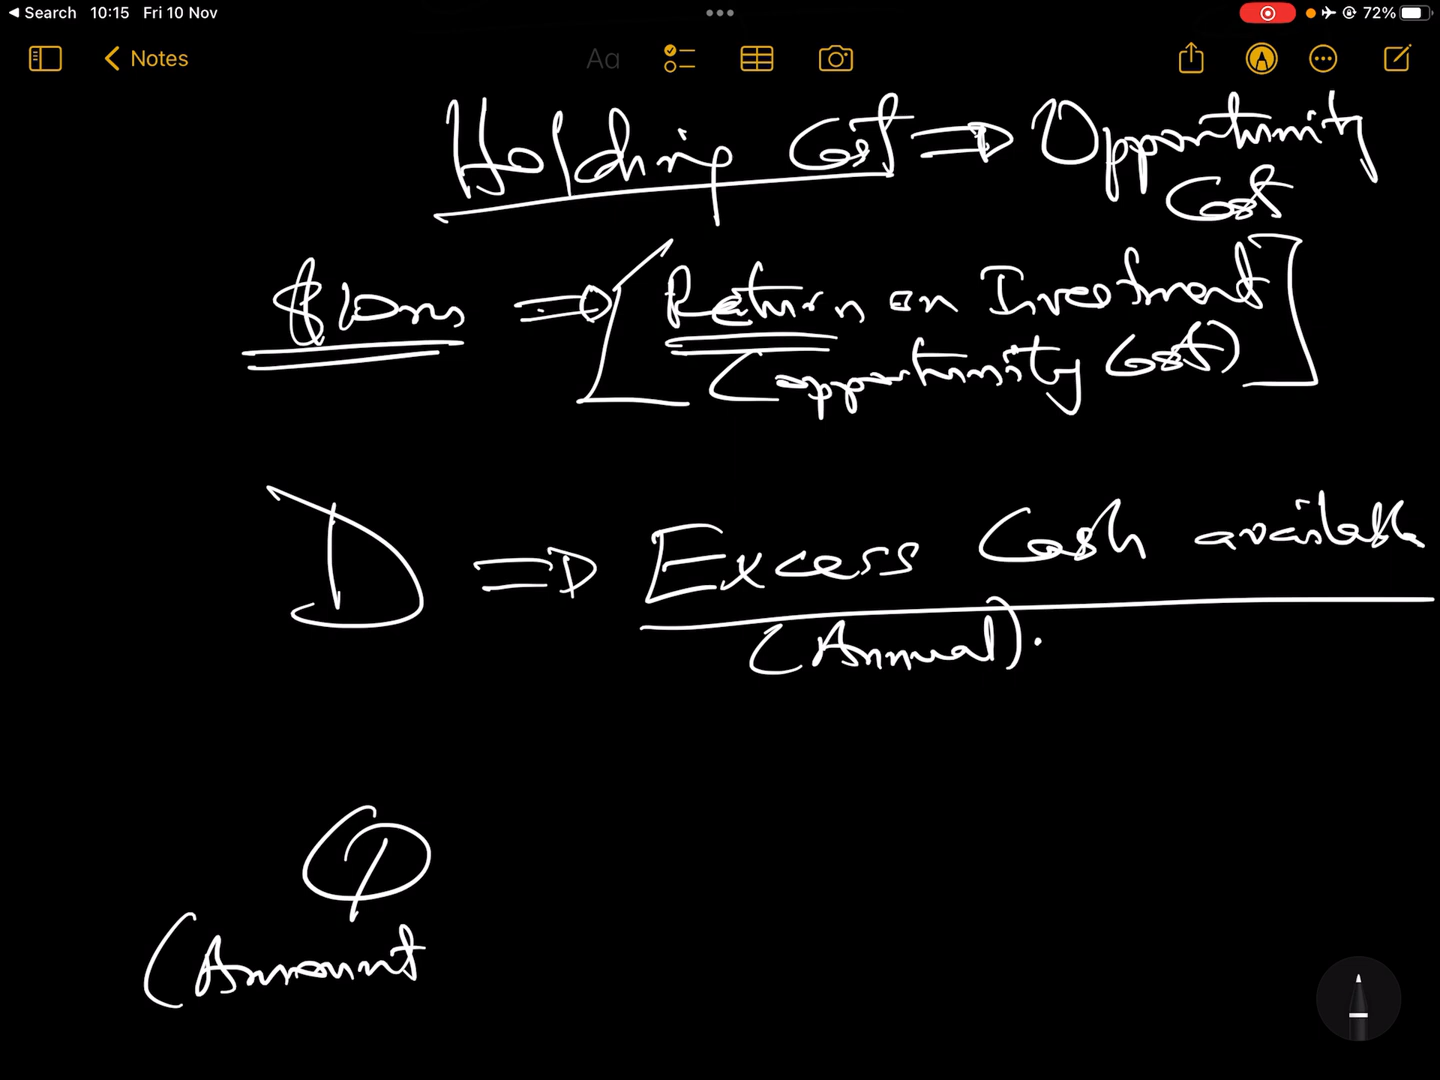 Search 10:15 Fri 10 Nov 72%
Notes Aa
Holding Cost ⇒ Opportunity
Cost
$10m ⇒ [Return on Investment
(opportunity Cost)]
D ⇒ Excess Cash available
(Annual).
Q
(Amount